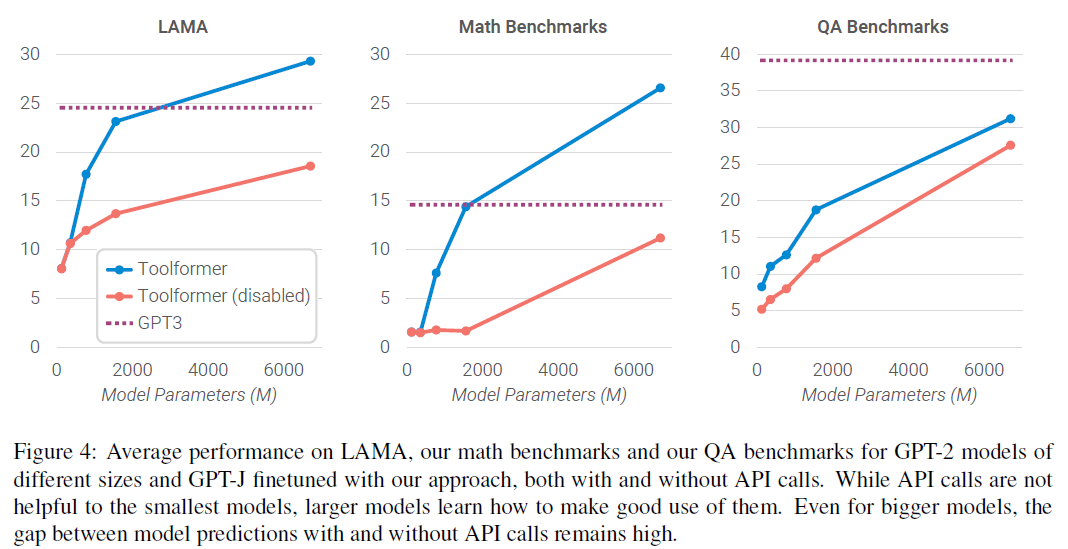 LAMA
30
25
20
15
10
5
0
0 2000 4000 6000
Model Parameters (M)
Toolformer
Toolformer (disabled)
GPT3
Math Benchmarks
30
25
20
15
10
5
0
0 2000 4000 6000
Model Parameters (M)
QA Benchmarks
40
35
30
25
20
15
10
5
0
0 2000 4000 6000
Model Parameters (M)
Figure 4: Average performance on LAMA, our math benchmarks and our QA benchmarks for GPT-2 models of
different sizes and GPT-J finetuned with our approach, both with and without API calls. While API calls are not
helpful to the smallest models, larger models learn how to make good use of them. Even for bigger models, the
gap between model predictions with and without API calls remains high.